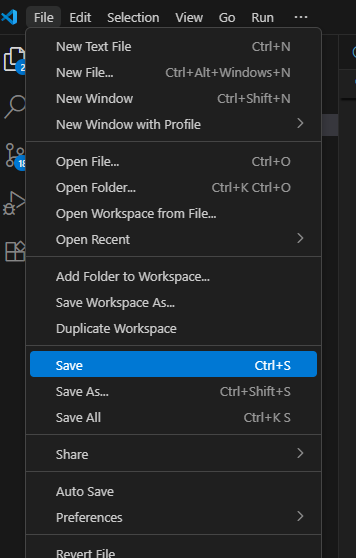 File Edit Selection View Go Run ...
New Text File Ctrl+N
New File... Ctrl+Alt+Windows+N
New Window Ctrl+Shift+N
New Window with Profile
Open File... Ctrl+O
Open Folder... Ctrl+K Ctrl+O
Open Workspace from File...
Open Recent
Add Folder to Workspace...
Save Workspace As...
Duplicate Workspace
Save Ctrl+S
Save As... Ctrl+Shift+S
Save All Ctrl+K S
Share
Auto Save
Preferences
Revert File
2
18